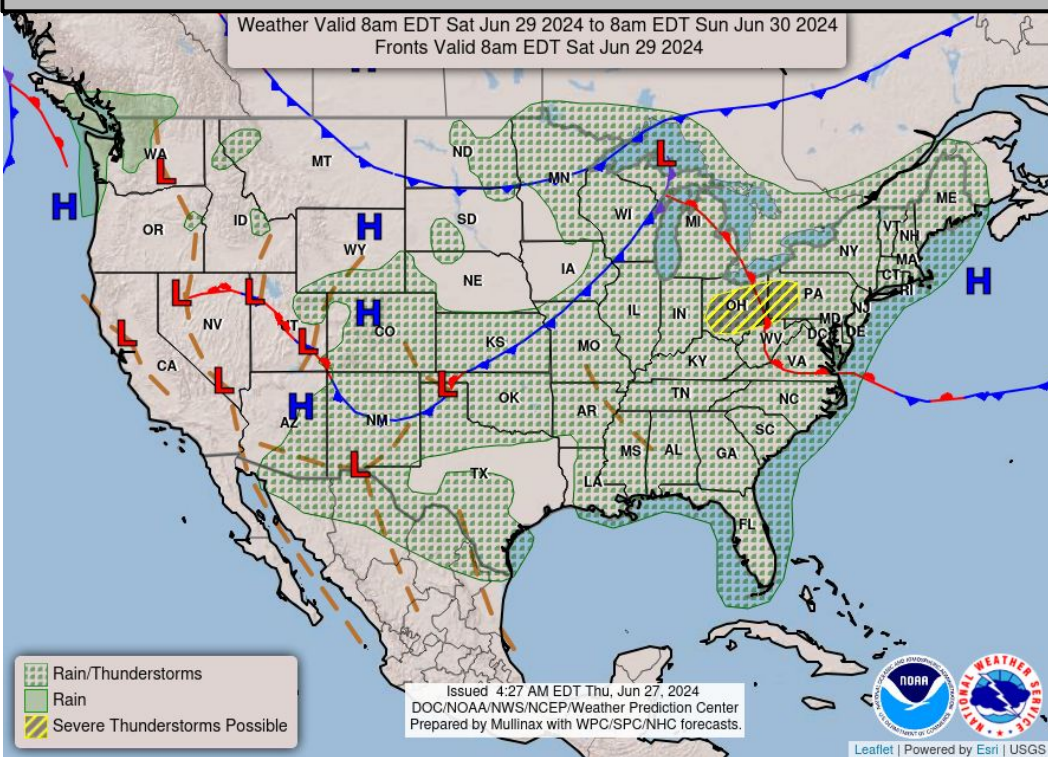 Weather Valid 8am EDT Sat Jun 29 2024 to 8am EDT Sun Jun 30 2024
Fronts Valid 8am EDT Sat Jun 29 2024
H
WA
L
MT
ND
MN
L
ME
H
OR
ID
H
WY
SD
WI
MI
VT
NH
NY
MA
CT
RI
H
L
L
NE
IA
OH
PA
NJ
NV
H
CO
IL
IN
MD
DE
DC
L
UT
L
KS
MO
WV
VA
CA
L
KY
H
AZ
NM
L
OK
AR
TN
NC
L
TX
MS
AL
GA
SC
LA
FL
Rain/Thunderstorms
Rain
Severe Thunderstorms Possible
Issued 4:27 AM EDT Thu, Jun 27, 2024
DOC/NOAA/NWS/NCEP/Weather Prediction Center
Prepared by Mullinax with WPC/SPC/NHC forecasts.
NOAA
NATIONAL WEATHER SERVICE
Leaflet | Powered by Esri | USGS